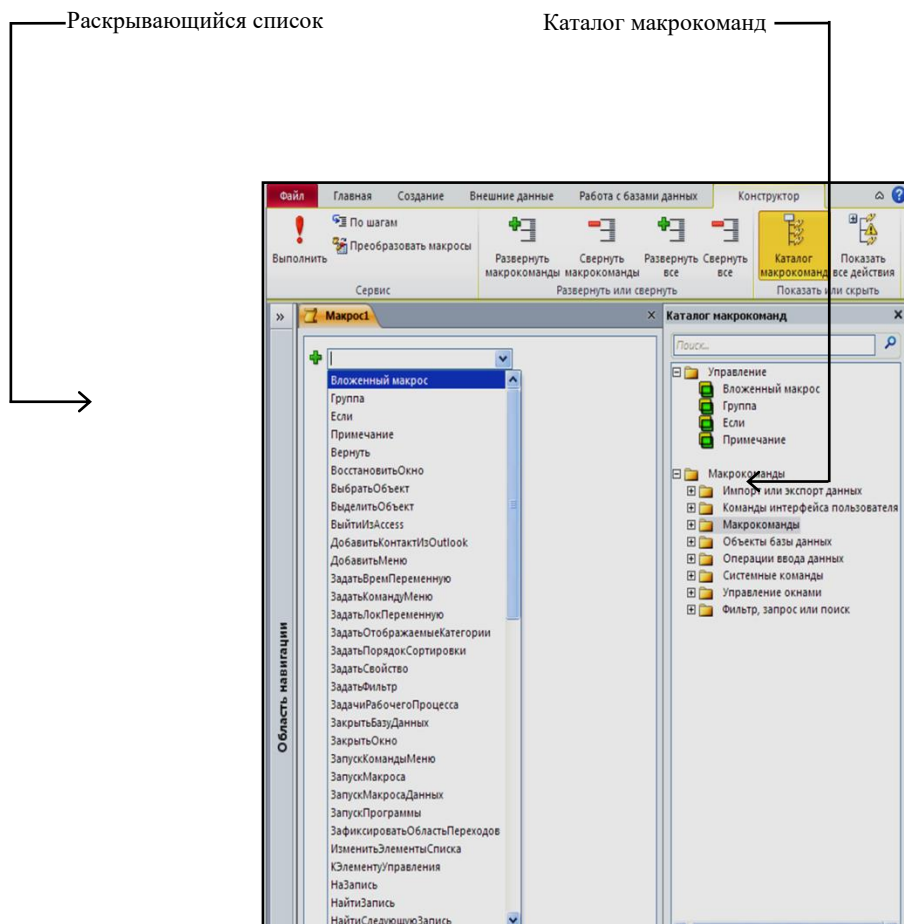 Раскрывающийся список
Каталог макрокоманд
Файл Главная Создание Внешние данные Работа с базами данных Конструктор
Выполнить
По шагам
Преобразовать макросы
Сервис
Развернуть макрокоманды
Свернуть макрокоманды
Развернуть все
Свернуть все
Развернуть или свернуть
Каталог макрокоманд
Показать все действия
Показать или скрыть
Макрос1
Вложенный макрос
Группа
Если
Примечание
Вернуть
ВосстановитьОкно
ВыбратьОбъект
ВыделитьОбъект
ВыйтиИзAccess
ДобавитьКонтактИзOutlook
ДобавитьМеню
ЗадатьВремПеременную
ЗадатьКомандуМеню
ЗадатьЛокПеременную
ЗадатьОтображаемыеКатегории
ЗадатьПорядокСортировки
ЗадатьСвойство
ЗадатьФильтр
ЗадачиРабочегоПроцесса
ЗакрытьБазуДанных
ЗакрытьОкно
ЗапускКомандыМеню
ЗапускМакроса
ЗапускМакросаДанных
ЗапускПрограммы
ЗафиксироватьОбластьПереходов
ИзменитьЭлементыСписка
КЭлементуУправления
НаЗапись
НайтиЗапись
НайтиСледующуюЗапись
Область навигации
Каталог макрокоманд
Поиск...
Управление
Вложенный макрос
Группа
Если
Примечание
Макрокоманды
Импорт или экспорт данных
Команды интерфейса пользователя
Макрокоманды
Объекты базы данных
Операции ввода данных
Системные команды
Управление окнами
Фильтр, запрос или поиск